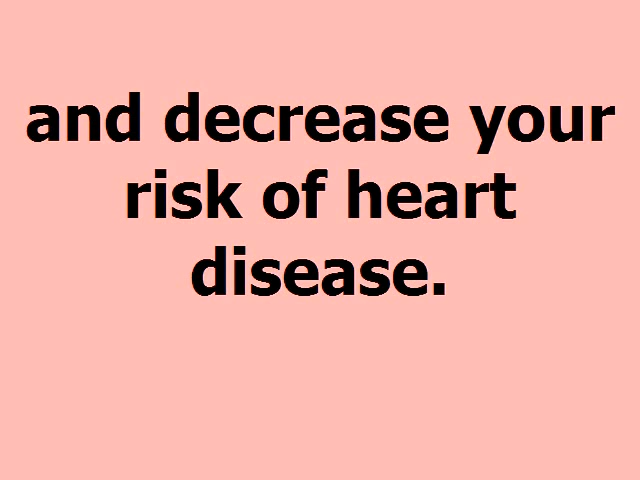 and decrease your
risk of heart
disease.